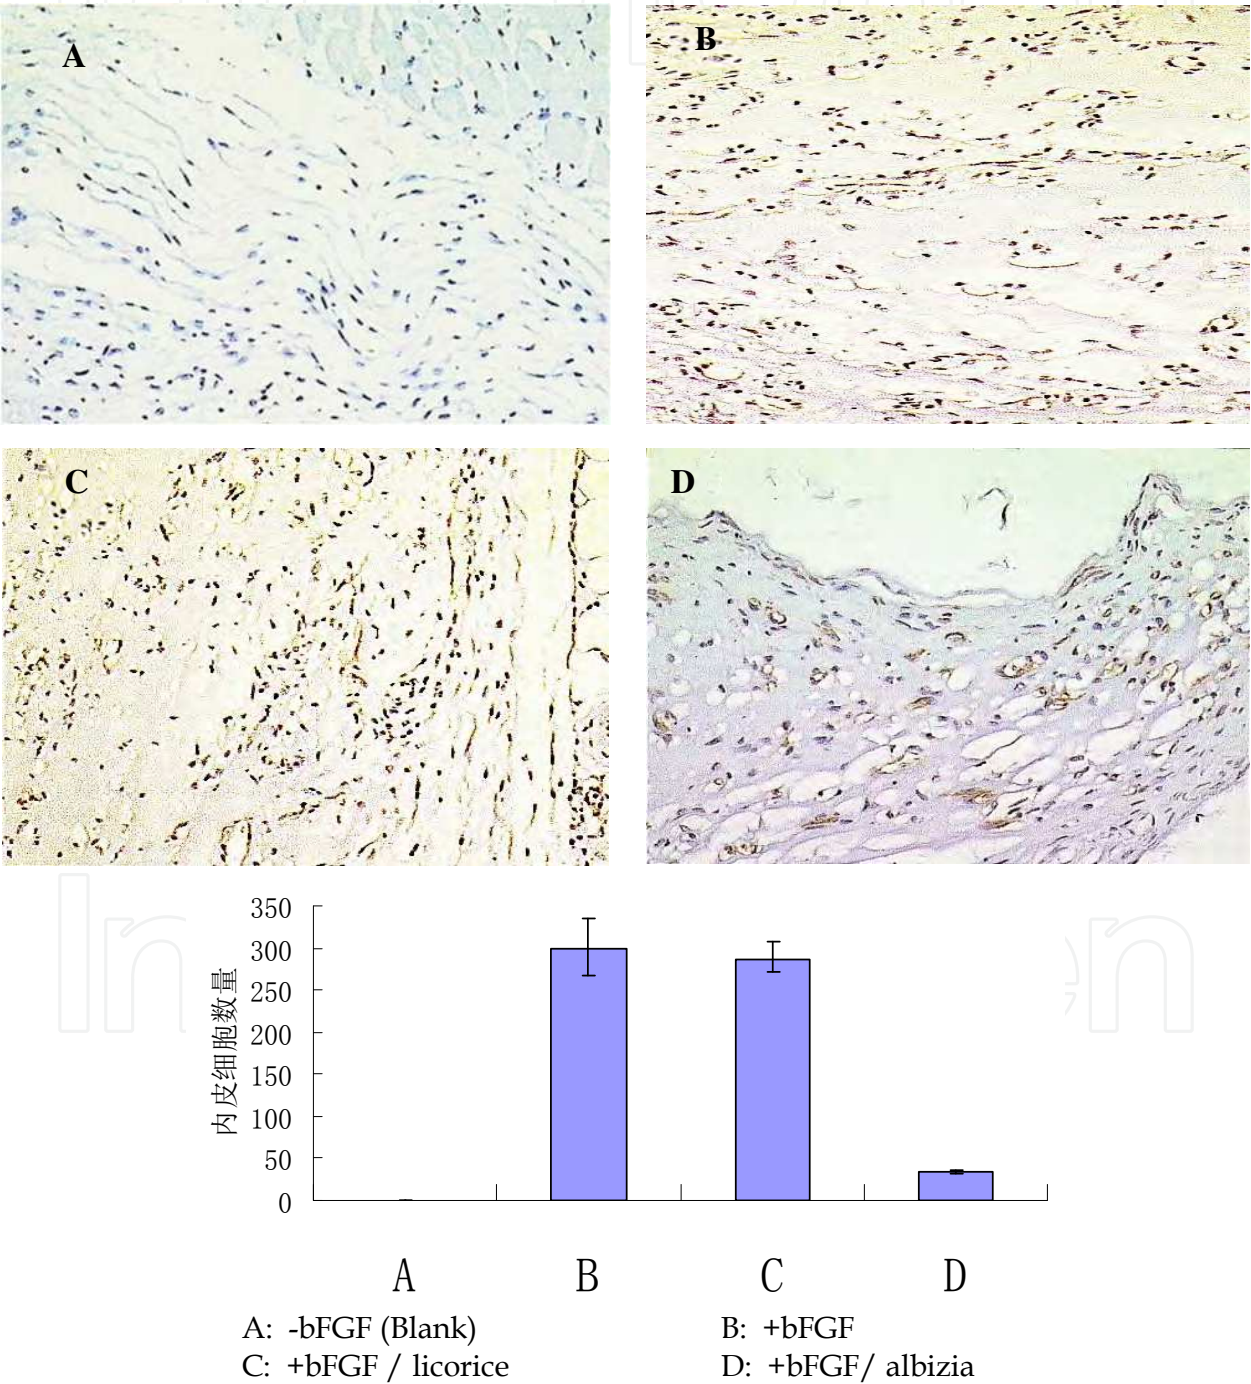 A
B
C
D
350
300
250
200
150
100
50
0
内皮细胞数量
A B C D
A: -bFGF (Blank)
B: +bFGF
C: +bFGF / licorice
D: +bFGF/ albizia